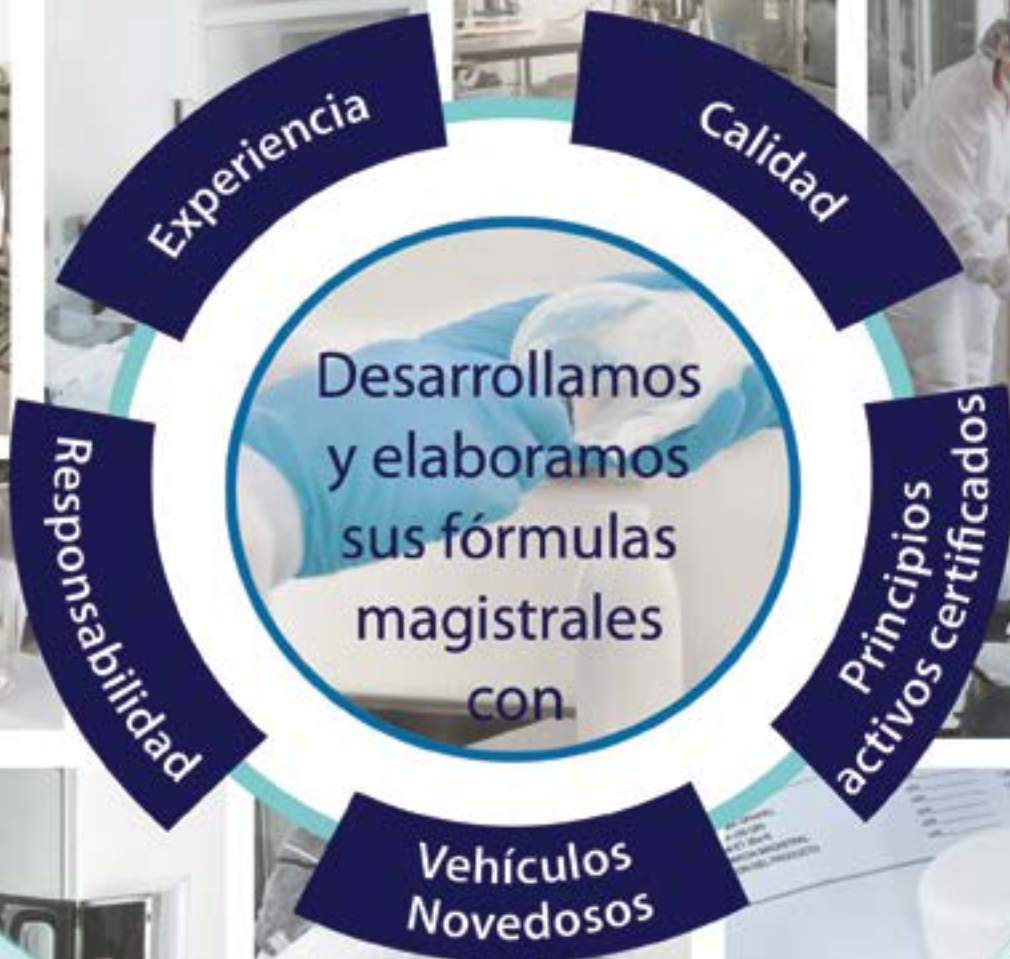 Experiencia
Calidad
Desarrollamos
y elaboramos
sus fórmulas
magistrales
con
Responsabilidad
Principios
activos certificados
Vehículos
Novedosos